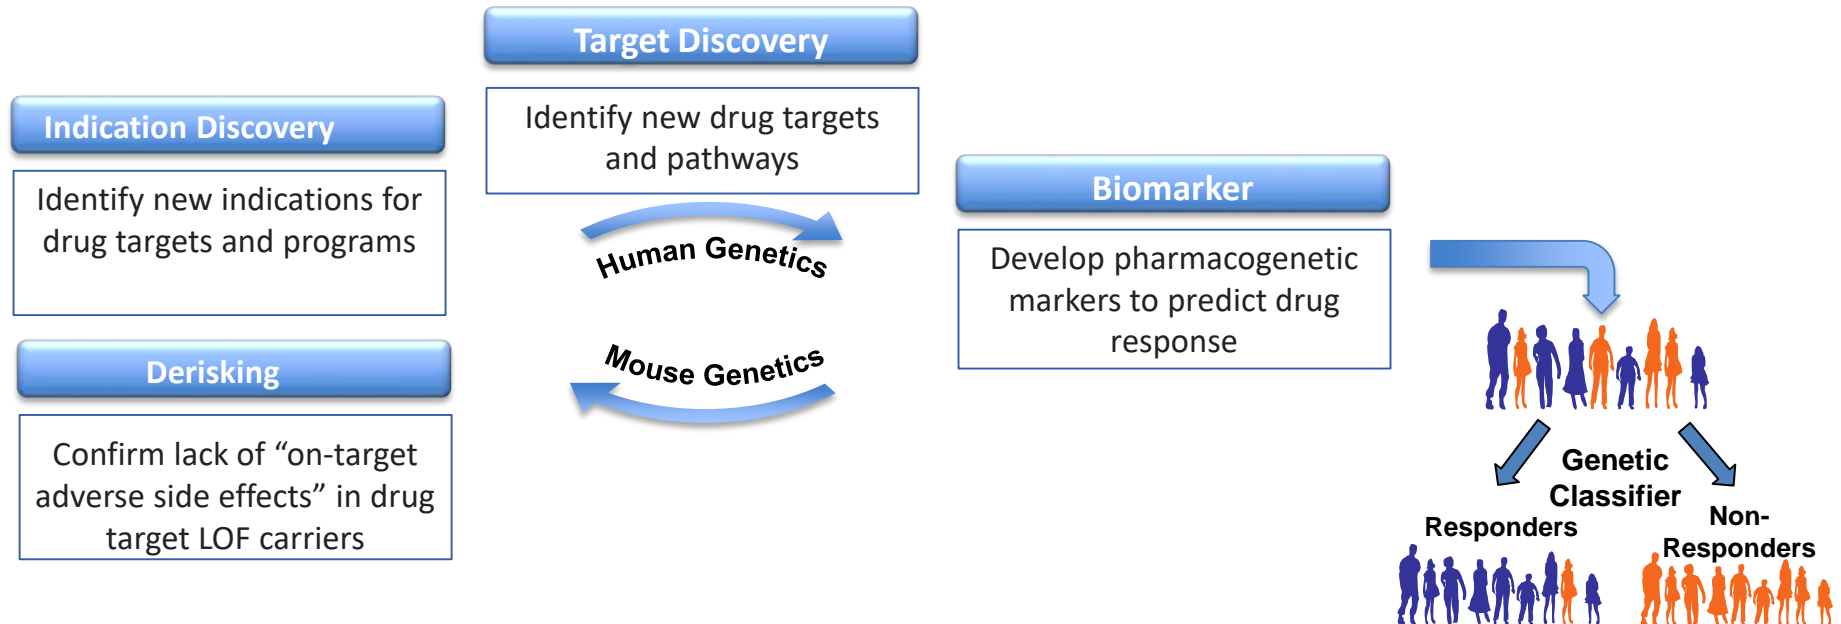 Target Discovery
Identify new drug targets
and pathways
Indication Discovery
Identify new indications for
drug targets and programs
Derisking
Confirm lack of “on-target
adverse side effects” in drug
target LOF carriers
Human Genetics
Mouse Genetics
Biomarker
Develop pharmacogenetic
markers to predict drug
response
Genetic
Classifier
Responders
Non-
Responders